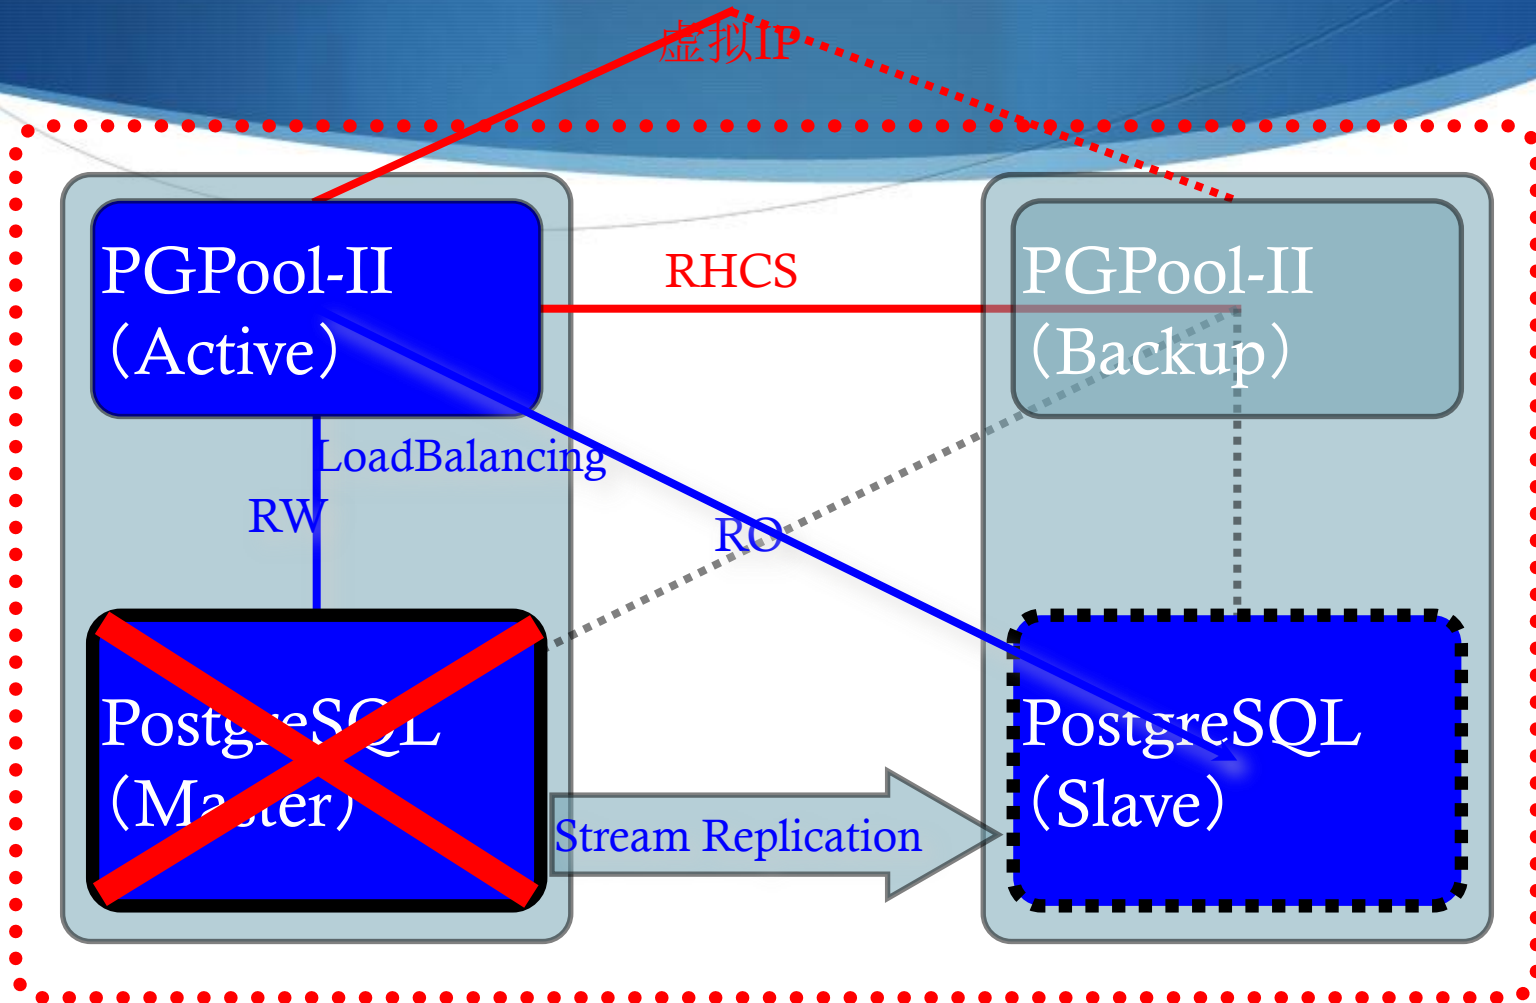 虚拟IP
PGPool-II
（Active）
RHCS
PGPool-II
（Backup）
LoadBalancing
RW
RO
PostgreSQL
（Master）
Stream Replication
PostgreSQL
（Slave）